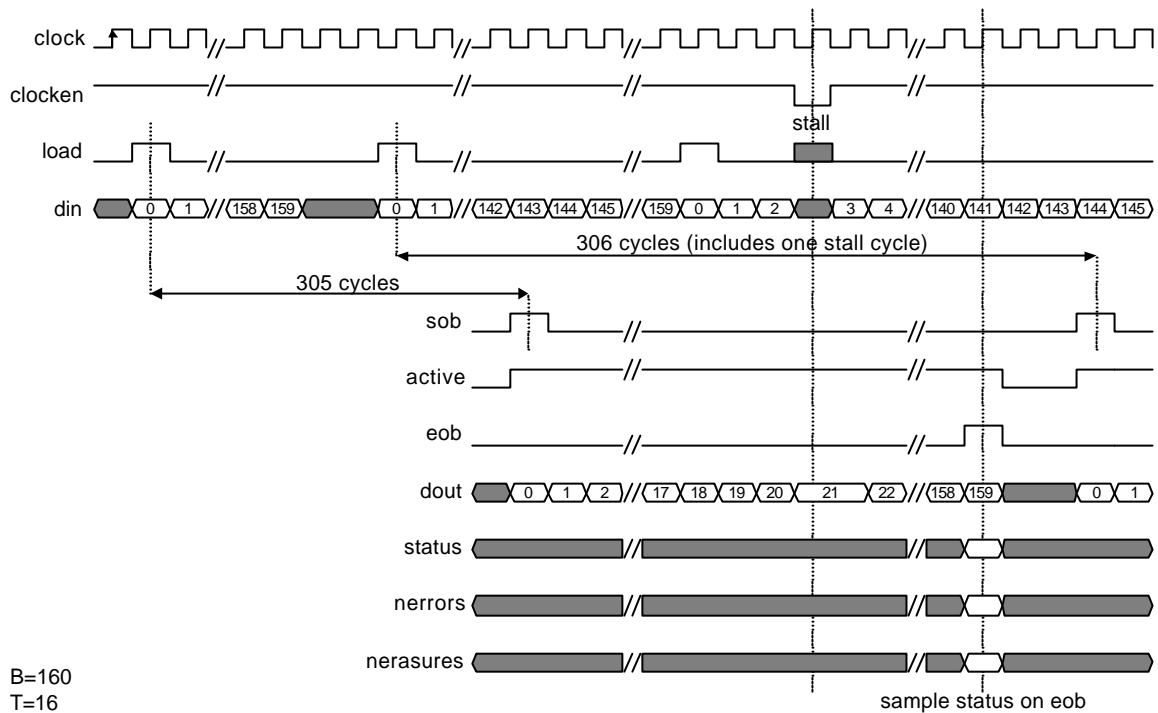 clock
clocken
stall
load
din 0 1 158 159 0 1 142 143 144 145 159 0 1 2 3 4 140 141 142 143 144 145
306 cycles (includes one stall cycle)
305 cycles
sob
active
eob
dout 0 1 2 17 18 19 20 21 22 158 159 0 1
status
nerrors
nerasures
B=160
T=16
sample status on eob